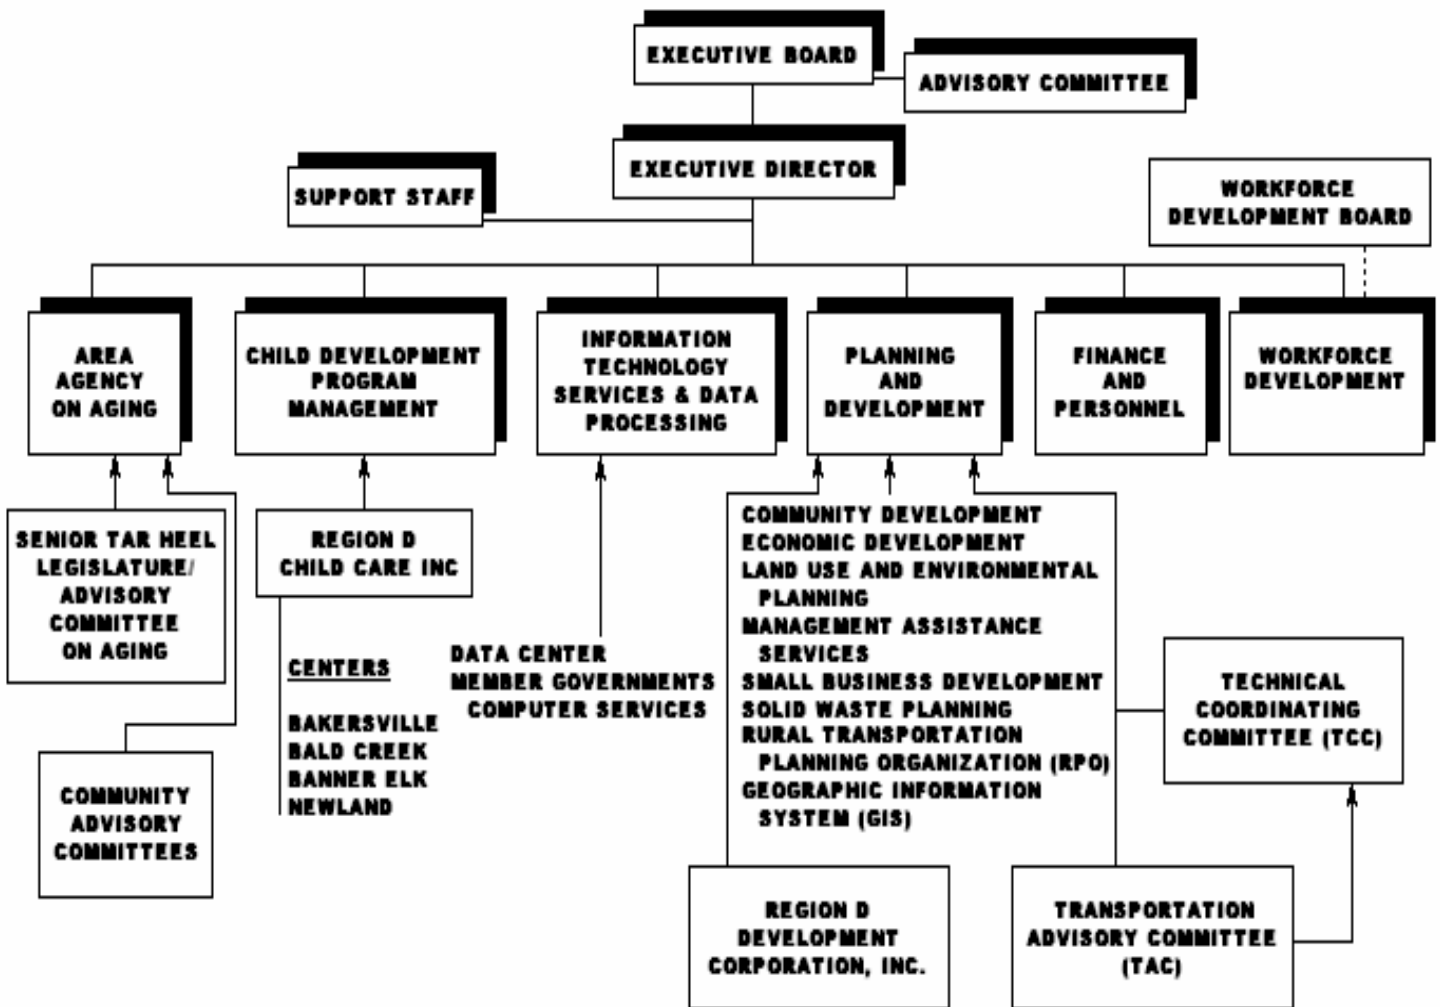 EXECUTIVE BOARD
ADVISORY COMMITTEE
EXECUTIVE DIRECTOR
SUPPORT STAFF
WORKFORCE
DEVELOPMENT BOARD
AREA
AGENCY
ON AGING
CHILD DEVELOPMENT
PROGRAM
MANAGEMENT
INFORMATION
TECHNOLOGY
SERVICES & DATA
PROCESSING
PLANNING
AND
DEVELOPMENT
FINANCE
AND
PERSONNEL
WORKFORCE
DEVELOPMENT
SENIOR TAR HEEL
LEGISLATURE/
ADVISORY
COMMITTEE
ON AGING
COMMUNITY
ADVISORY
COMMITTEES
REGION D
CHILD CARE INC
CENTERS
BAKERSVILLE
BALD CREEK
BANNER ELK
NEWLAND
DATA CENTER
MEMBER GOVERNMENTS
COMPUTER SERVICES
COMMUNITY DEVELOPMENT
ECONOMIC DEVELOPMENT
LAND USE AND ENVIRONMENTAL
PLANNING
MANAGEMENT ASSISTANCE
SERVICES
SMALL BUSINESS DEVELOPMENT
SOLID WASTE PLANNING
RURAL TRANSPORTATION
PLANNING ORGANIZATION (RPO)
GEOGRAPHIC INFORMATION
SYSTEM (GIS)
TECHNICAL
COORDINATING
COMMITTEE (TCC)
REGION D
DEVELOPMENT
CORPORATION, INC.
TRANSPORTATION
ADVISORY COMMITTEE
(TAC)